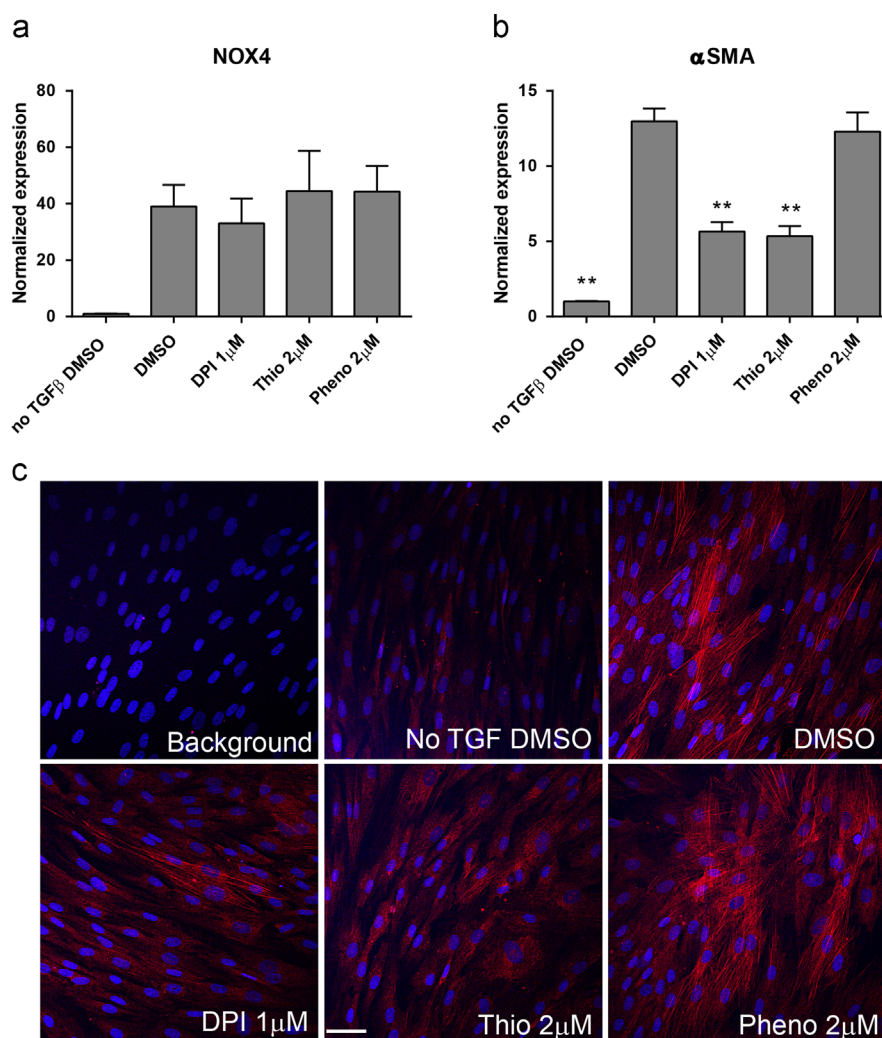 a
NOX4
Normalized expression
80
60
40
20
0
no TGFβ DMSO
DMSO
DPI 1μM
Thio 2μM
Pheno 2μM
b
αSMA
Normalized expression
15
10
5
0
**
**
**
no TGFβ DMSO
DMSO
DPI 1μM
Thio 2μM
Pheno 2μM
c
Background
No TGF DMSO
DMSO
DPI 1μM
Thio 2μM
Pheno 2μM